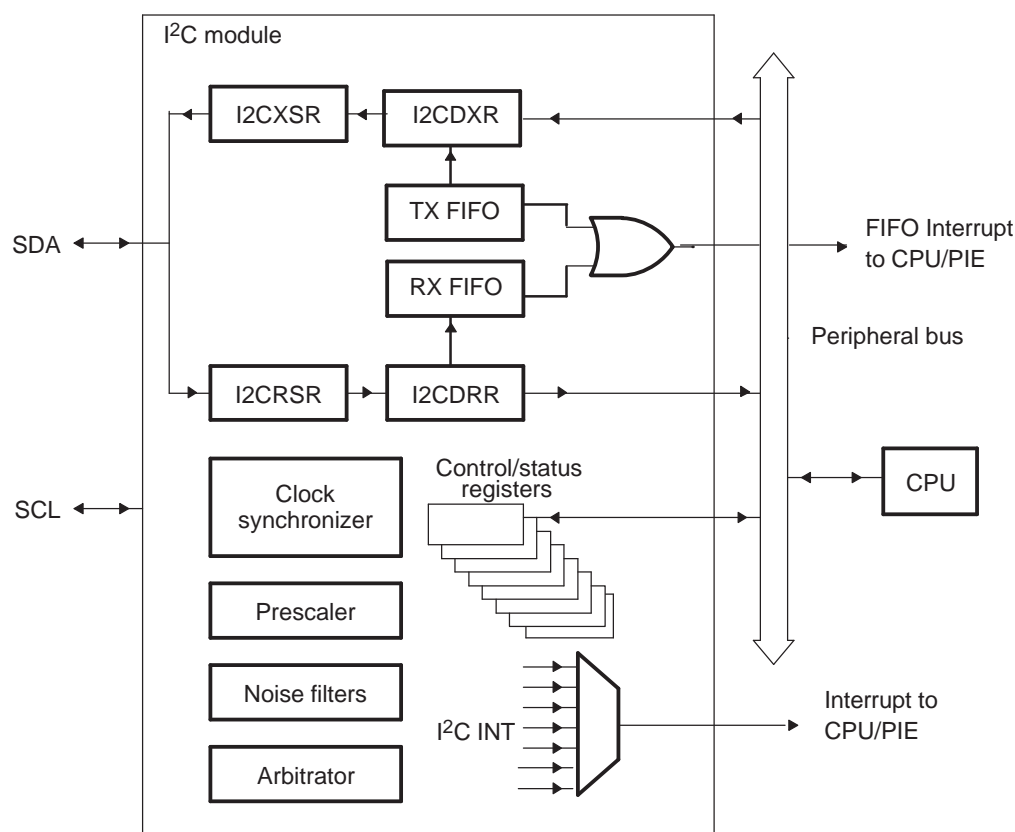 I²C module
I2CXSR
I2CDXR
TX FIFO
RX FIFO
SDA
FIFO Interrupt
to CPU/PIE
Peripheral bus
I2CRSR
I2CDRR
Clock
synchronizer
Control/status
registers
CPU
SCL
Prescaler
Noise filters
I²C INT
Interrupt to
CPU/PIE
Arbitrator